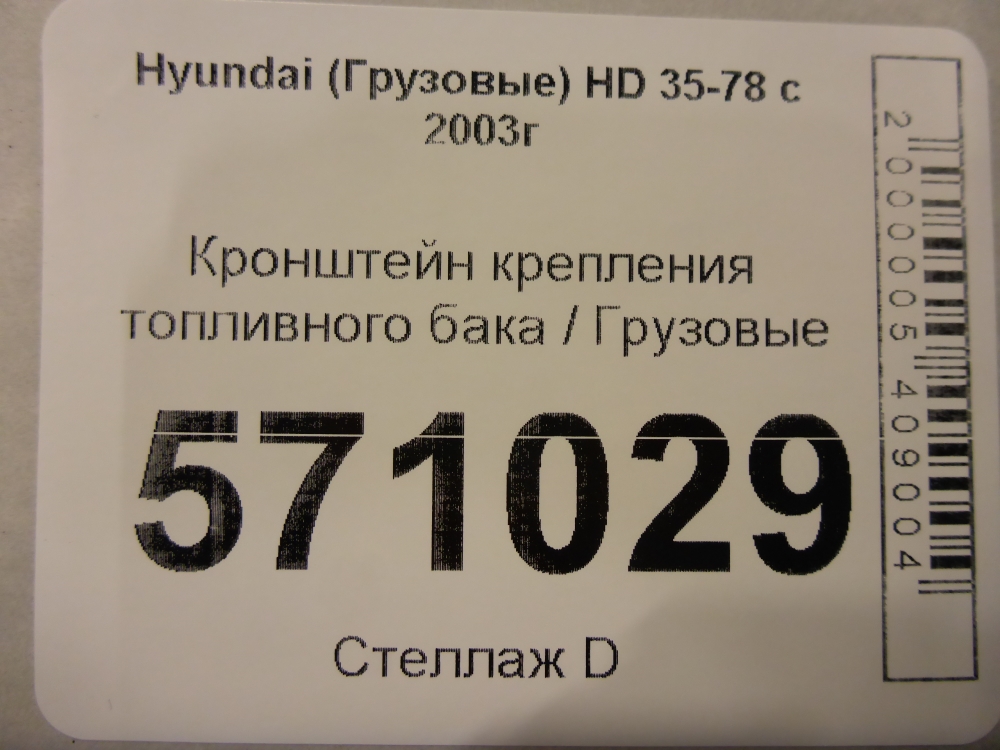 Hyundai (Грузовые) HD 35-78 с
2003г
Кронштейн крепления
топливного бака / Грузовые
571029
Стеллаж D
2000005409004